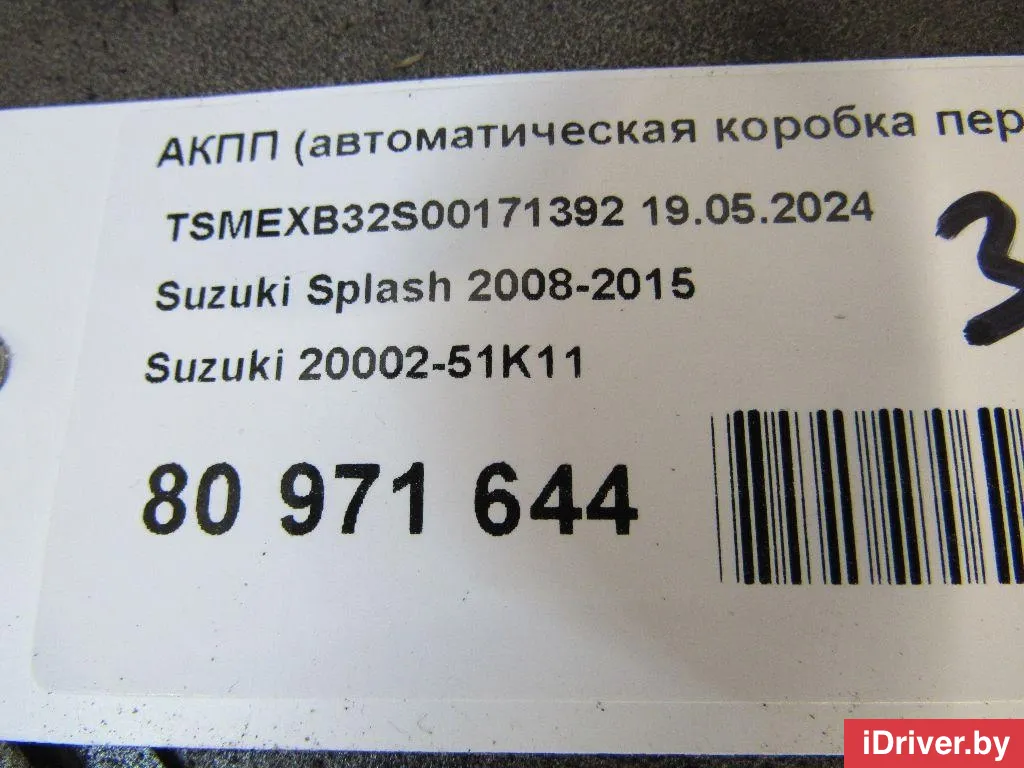 АКПП (автоматическая коробка пер
TSMEXB32S00171392 19.05.2024
Suzuki Splash 2008-2015
Suzuki 20002-51K11
80 971 644
iDriver.by